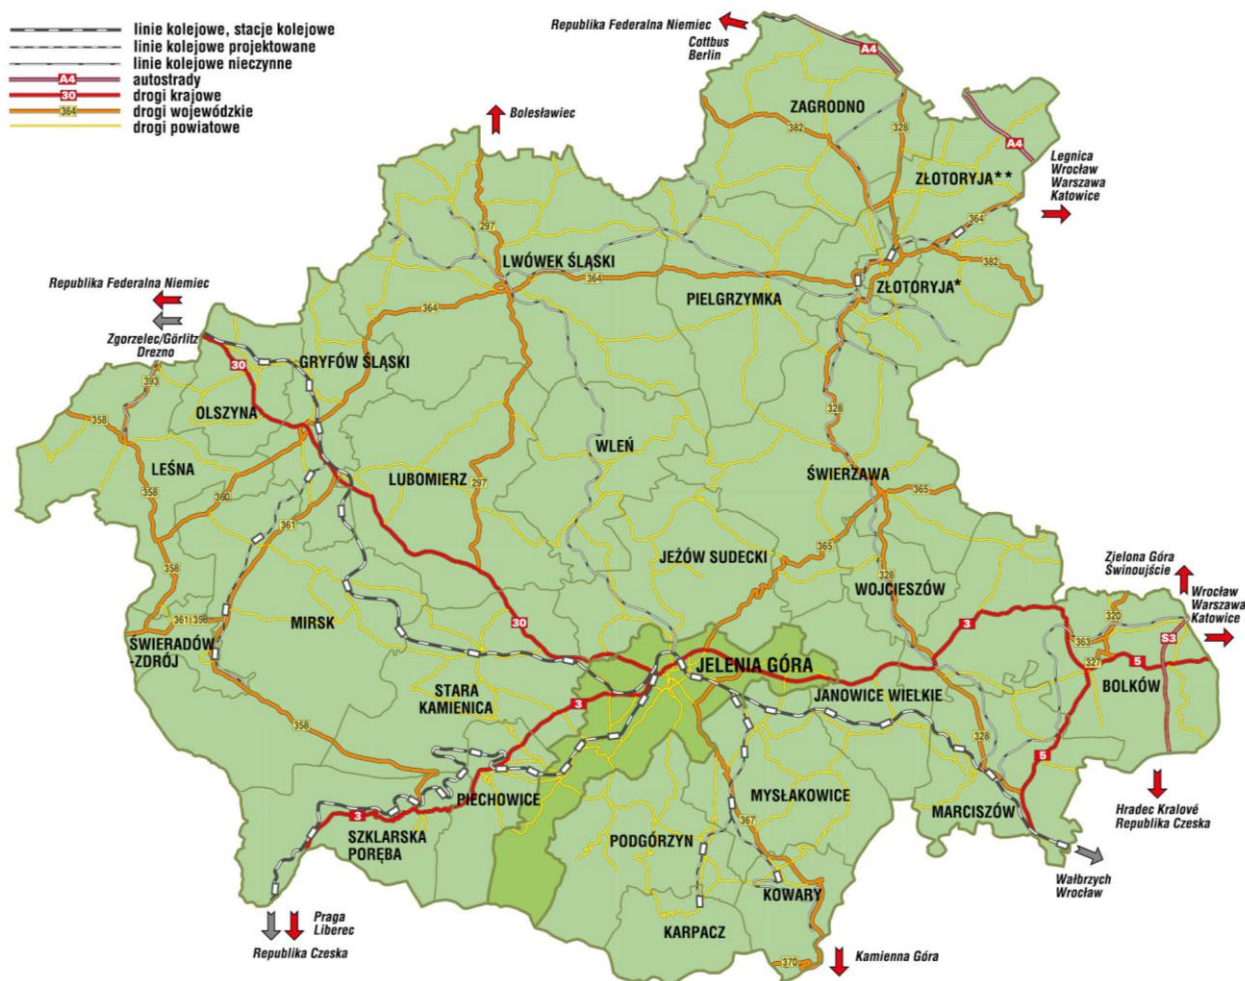 linie kolejowe, stacje kolejowe
linie kolejowe projektowane
linie kolejowe nieczynne
A4 autostrady
30 drogi krajowe
364 drogi wojewódzkie
drogi powiatowe
Republika Federalna Niemiec
Cottbus
Berlin
A4
Bolesławiec
ZAGRODNO
382
328
A4
Legnica
Wrocław
Warszawa
Katowice
ZŁOTORYJA**
364
297
LWÓWEK ŚLĄSKI
364
382
Republika Federalna Niemiec
ZŁOTORYJA*
PIELGRZYMKA
364
Zgorzelec/Görlitz
Drezno
GRYFÓW ŚLĄSKI
30
393
OLSZYNA
358
328
LEŚNA
WLEŃ
LUBOMIERZ
297
ŚWIERZAWA
365
358
360
361
JEŻÓW SUDECKI
365
358
WOJCIESZÓW
328
Zielona Góra
Świnoujście
Wrocław
Warszawa
Katowice
361
358
MIRSK
30
3
320
363
S3
ŚWIERADÓW
-ZDRÓJ
JELENIA GÓRA
327
5
BOLKÓW
STARA
KAMIENICA
JANOWICE WIELKIE
3
358
328
5
PIECHOWICE
MYSŁAKOWICE
MARCISZÓW
Hradec Kralové
Republika Czeska
3
SZKLARSKA
PORĘBA
367
PODGÓRZYN
KOWARY
Wałbrzych
Wrocław
Praga
Liberec
KARPACZ
Republika Czeska
370
Kamienna Góra